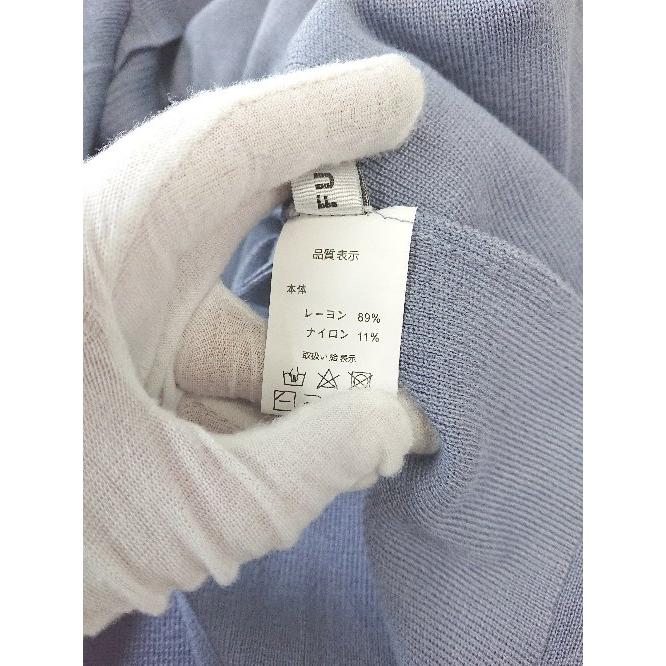 FU
品質表示
本体
レーヨン 89%
ナイロン 11%
取扱い絵表示